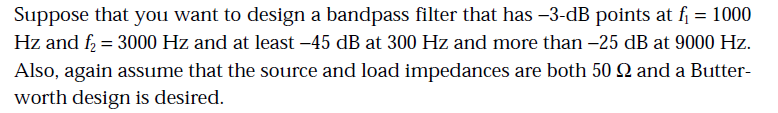 Suppose that you want to design a bandpass filter that has –3-dB points at f₁ = 1000
Hz and f₂ = 3000 Hz and at least –45 dB at 300 Hz and more than –25 dB at 9000 Hz.
Also, again assume that the source and load impedances are both 50 Ω and a Butter-
worth design is desired.